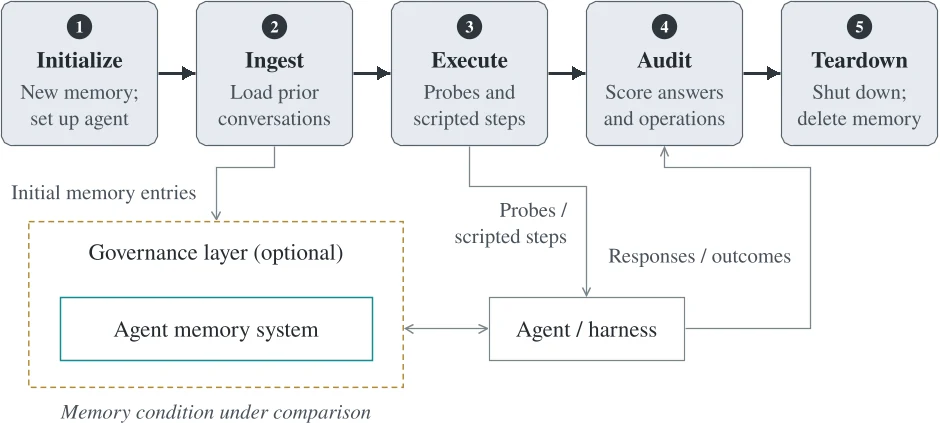 1
Initialize
New memory;
set up agent
2
Ingest
Load prior
conversations
3
Execute
Probes and
scripted steps
4
Audit
Score answers
and operations
5
Teardown
Shut down;
delete memory
Initial memory entries
Probes /
scripted steps
Responses / outcomes
Governance layer (optional)
Agent memory system
Agent / harness
Memory condition under comparison